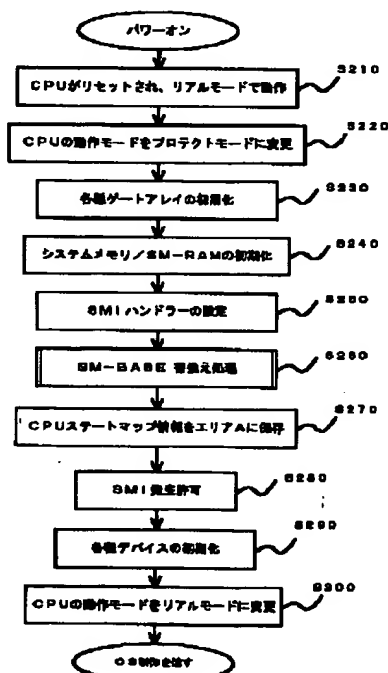 パワーオン
CPUがリセットされ、リアルモードで動作
S210
CPUの動作モードをプロテクトモードに変更
S220
各種ゲートアレイの初期化
S230
システムメモリ/SM-RAMの初期化
S240
SMIハンドラーの設定
S250
SM-BASE 書換え処理
S260
CPUステートマップ情報をエリアAに保存
S270
SMI発生許可
S280
各種デバイスの初期化
S290
CPUの動作モードをリアルモードに変更
S300
OS制御を渡す